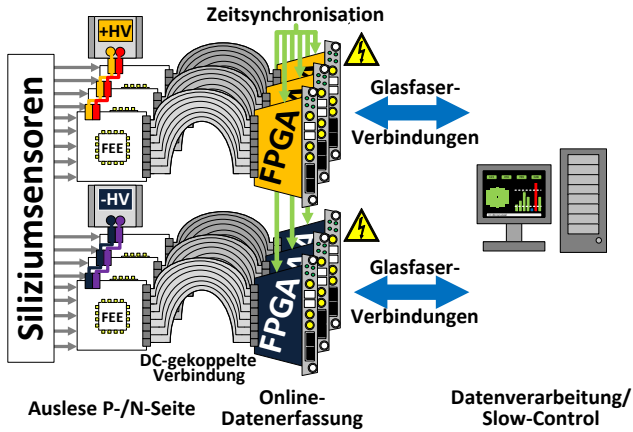 Zeitsynchronisation
+HV
Siliziumsensoren
FEE
FPGA
Glasfaser-
Verbindungen
-HV
FEE
FPGA
Glasfaser-
Verbindungen
DC-gekoppelte
Verbindung
Auslese P-/N-Seite
Online-
Datenerfassung
Datenverarbeitung/
Slow-Control